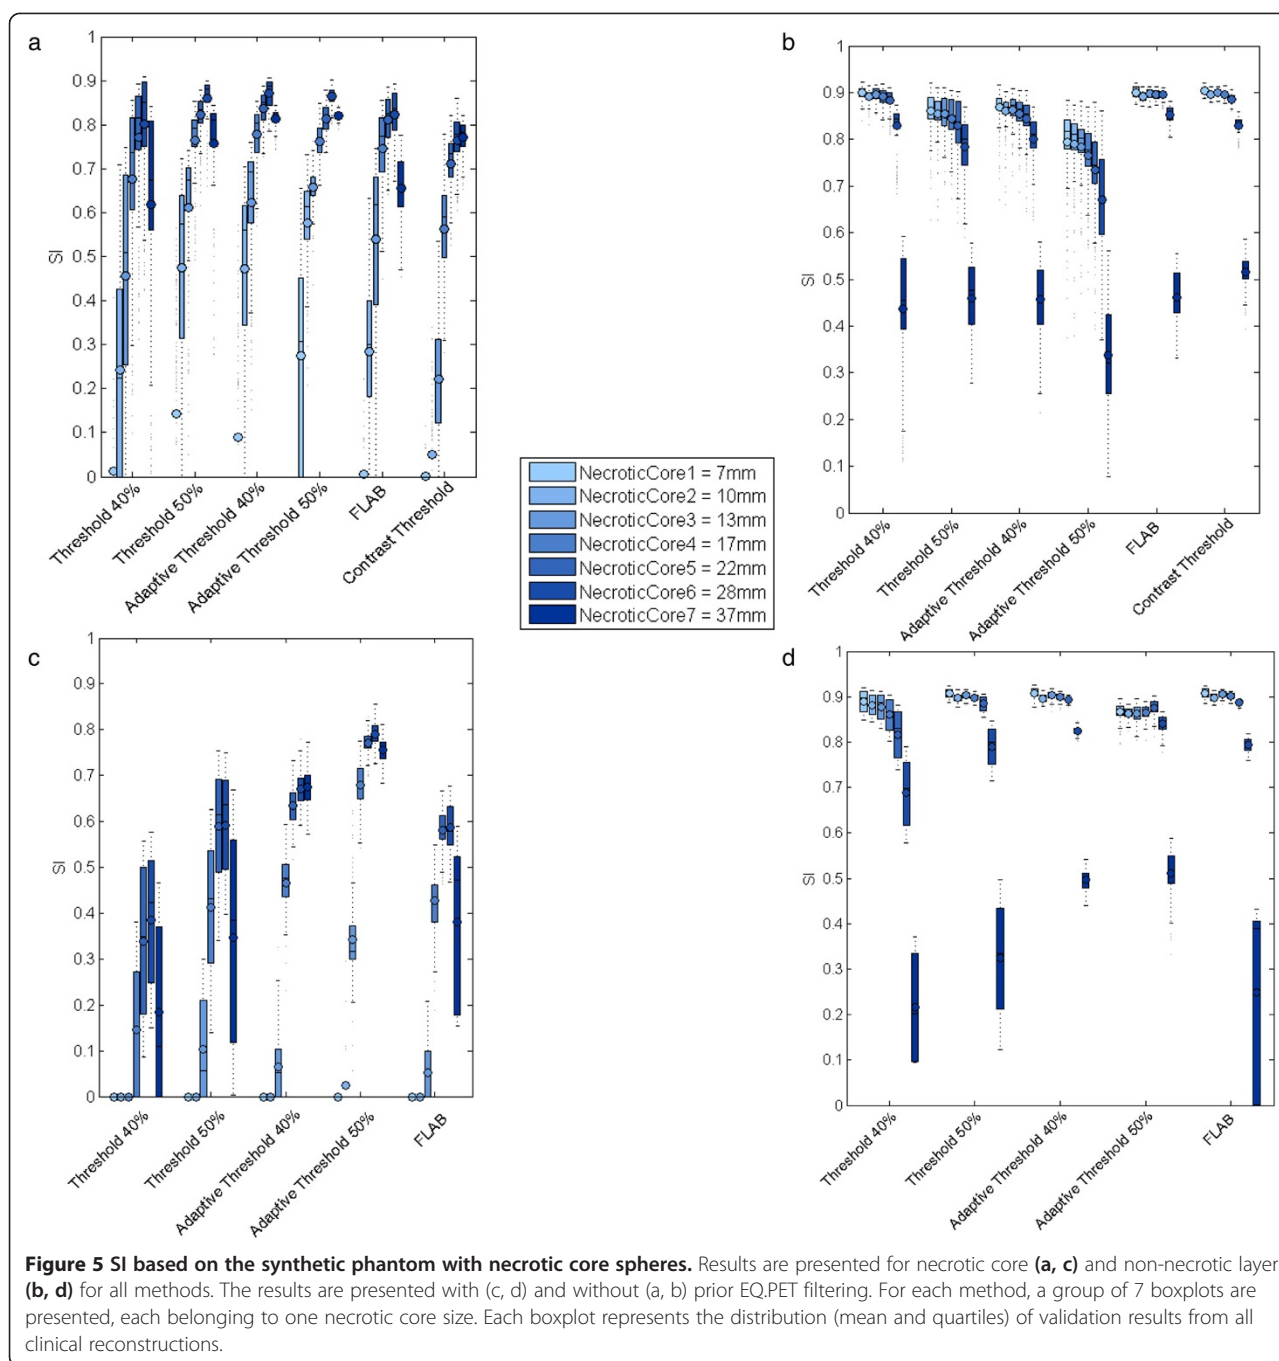 a
1
0.9
0.8
0.7
0.6
0.5
0.4
0.3
0.2
0.1
0
SI
Threshold 40%
Threshold 50%
Adaptive Threshold 40%
Adaptive Threshold 50%
FLAB
Contrast Threshold
b
1
0.9
0.8
0.7
0.6
0.5
0.4
0.3
0.2
0.1
0
SI
Threshold 40%
Threshold 50%
Adaptive Threshold 40%
Adaptive Threshold 50%
FLAB
Contrast Threshold
NecroticCore1 = 7mm
NecroticCore2 = 10mm
NecroticCore3 = 13mm
NecroticCore4 = 17mm
NecroticCore5 = 22mm
NecroticCore6 = 28mm
NecroticCore7 = 37mm
c
1
0.9
0.8
0.7
0.6
0.5
0.4
0.3
0.2
0.1
0
SI
Threshold 40%
Threshold 50%
Adaptive Threshold 40%
Adaptive Threshold 50%
FLAB
d
1
0.9
0.8
0.7
0.6
0.5
0.4
0.3
0.2
0.1
0
SI
Threshold 40%
Threshold 50%
Adaptive Threshold 40%
Adaptive Threshold 50%
FLAB
Figure 5 SI based on the synthetic phantom with necrotic core spheres. Results are presented for necrotic core (a, c) and non-necrotic layer
(b, d) for all methods. The results are presented with (c, d) and without (a, b) prior EQ.PET filtering. For each method, a group of 7 boxplots are
presented, each belonging to one necrotic core size. Each boxplot represents the distribution (mean and quartiles) of validation results from all
clinical reconstructions.